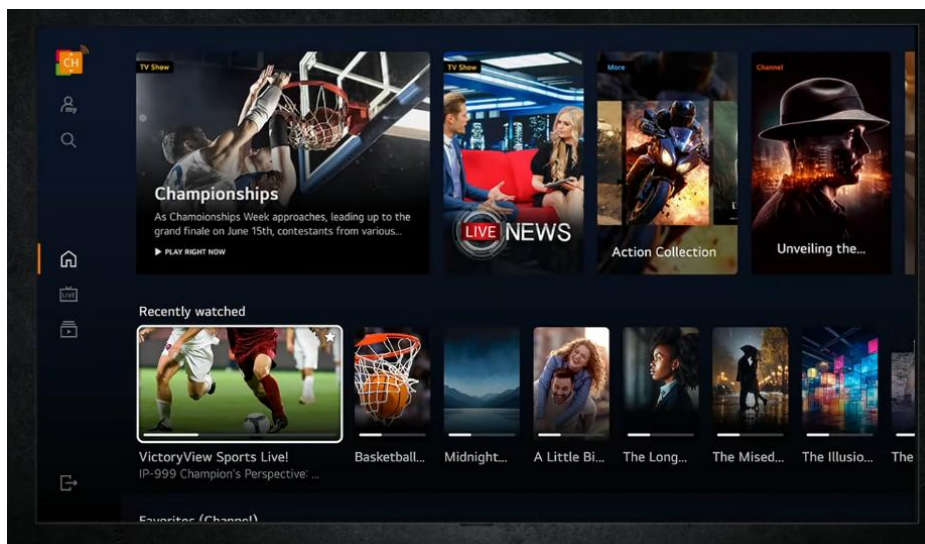 CH
my
LIVE
TV Show
Championships
As Chamoionships Week approaches, leading up to the
grand finale on June 15th, contestants from various...
PLAY RIGHT NOW
TV Show
LIVE NEWS
More
Action Collection
Channel
Unveiling the...
Recently watched
VictoryView Sports Live!
IP-999 Champion's Perspective: ...
Basketball...
Midnight...
A Little Bi...
The Long...
The Mised...
The Illusio...
The
Favorites (Channel)